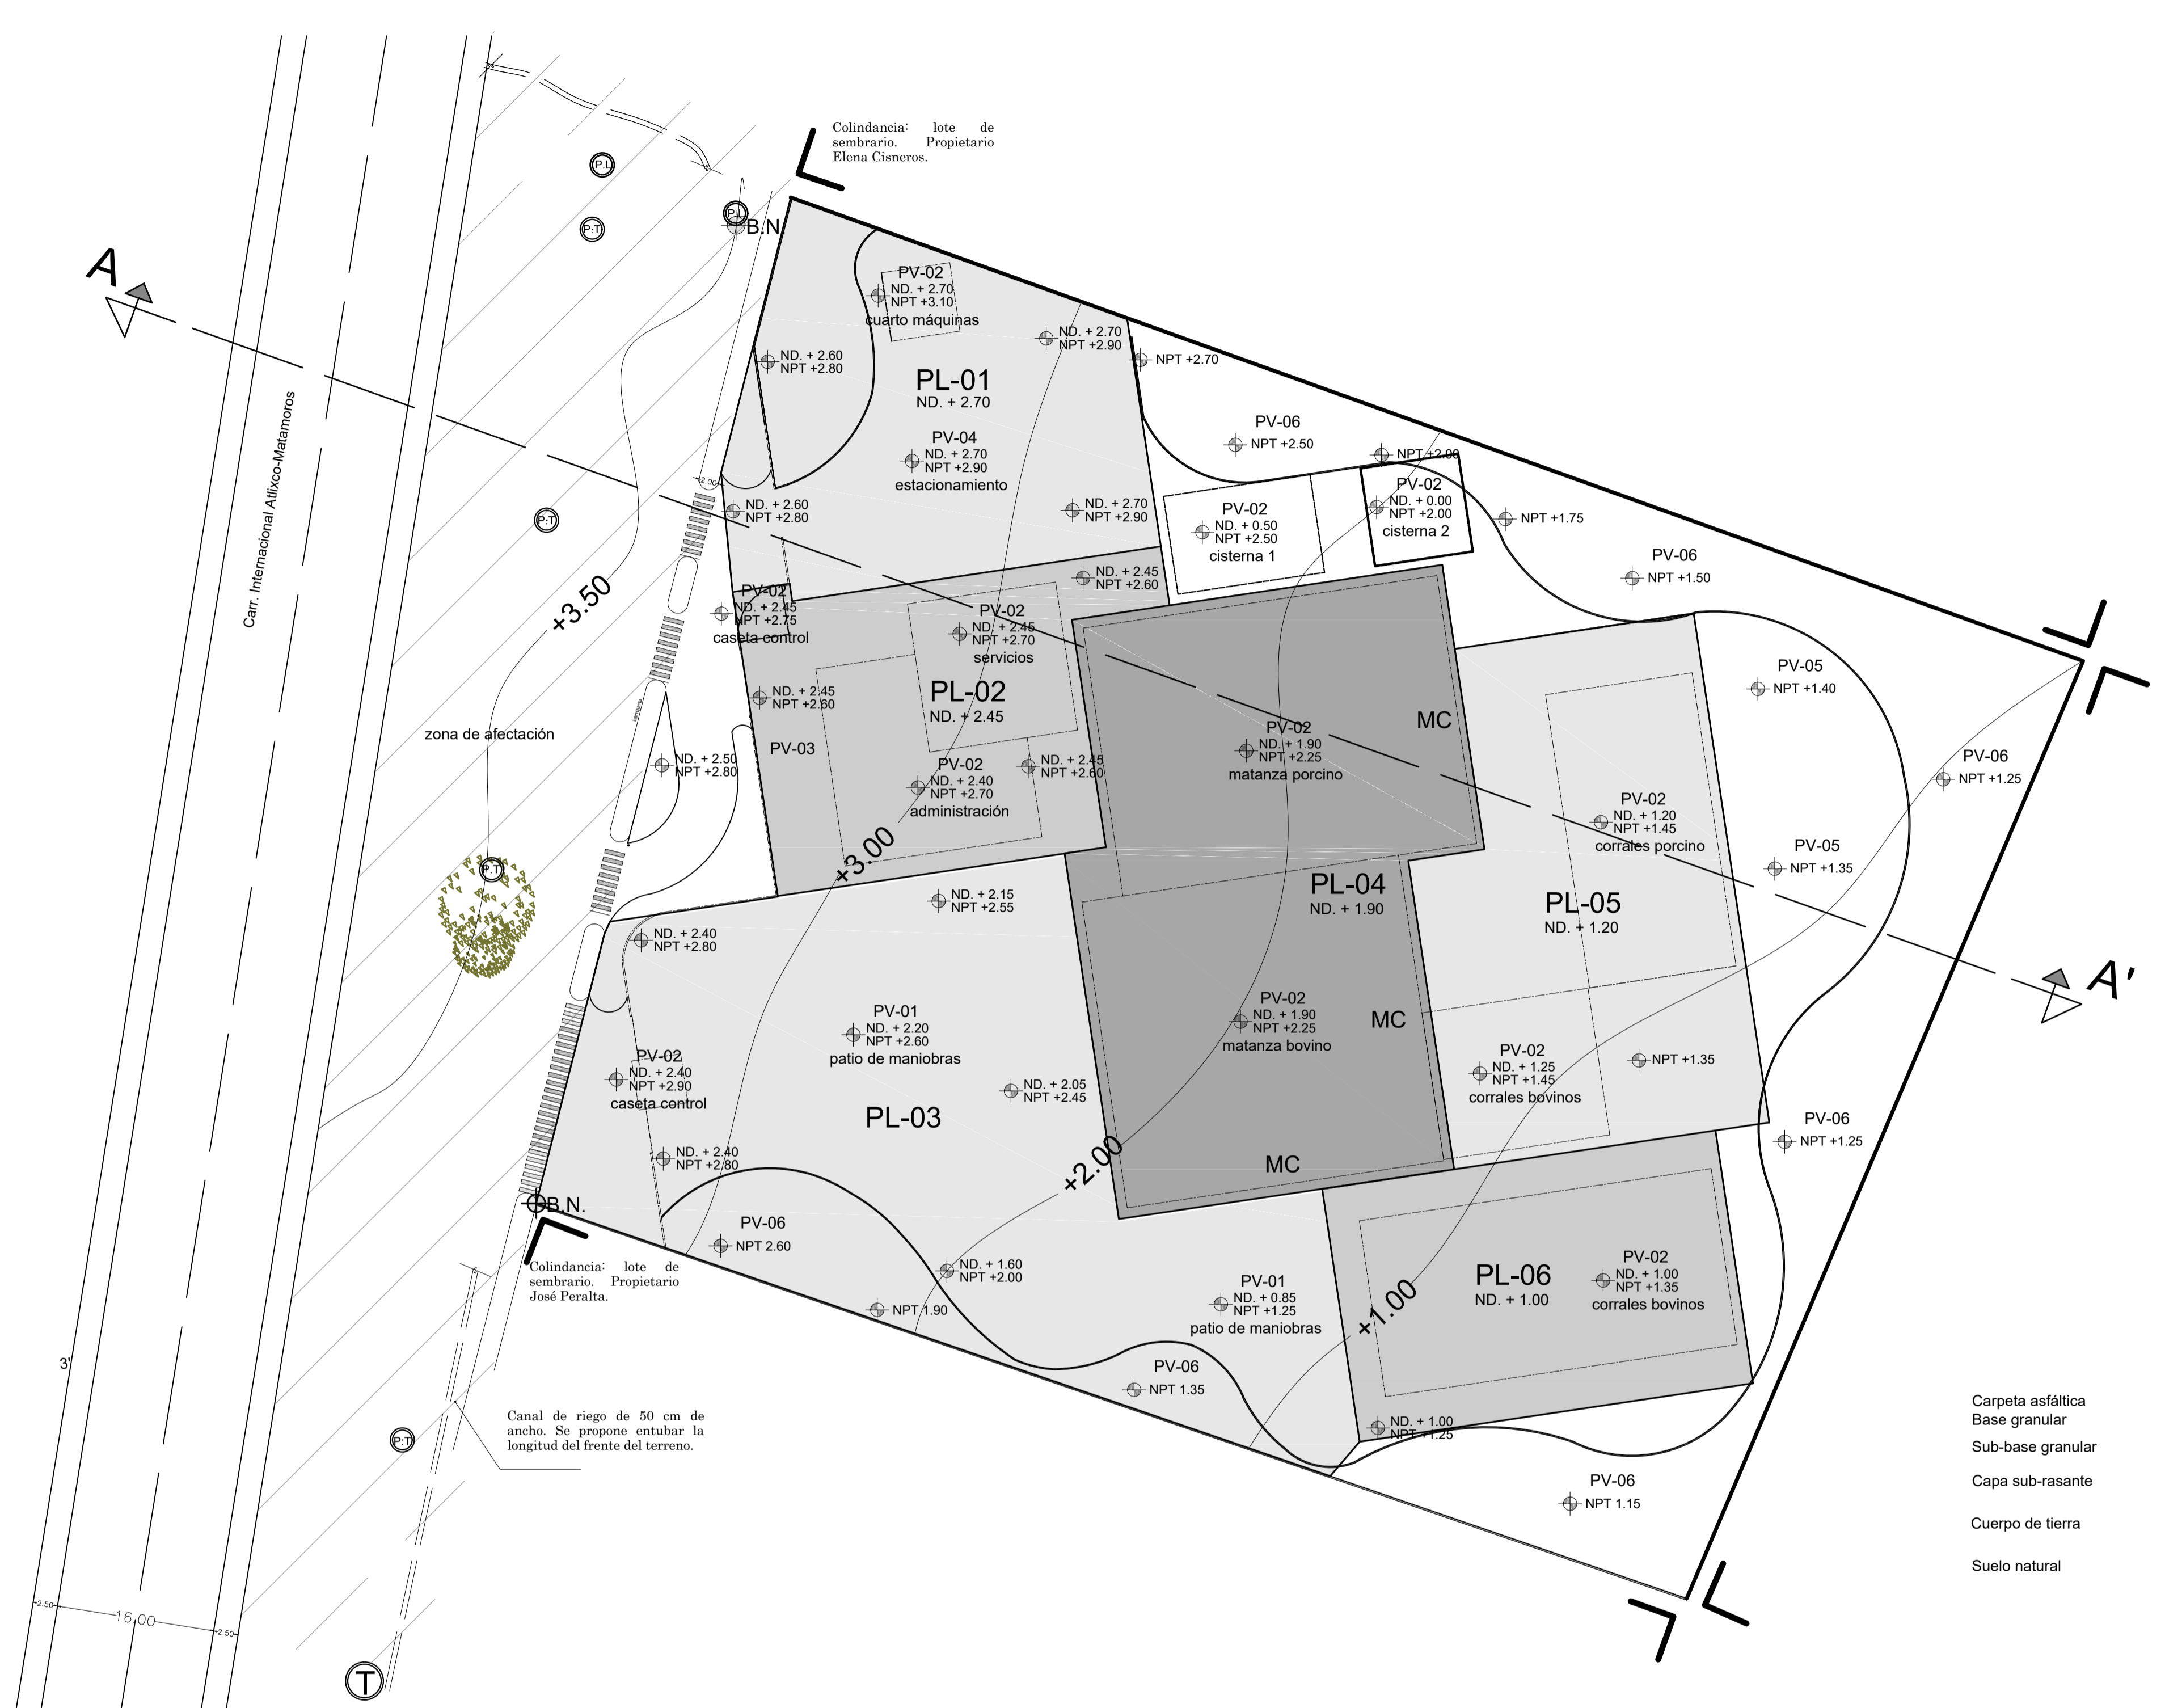 Colindancia: lote de
sembrario. Propietario
Elena Cisneros.
P.L
P.T
P.L
B.N.
A
PV-02
ND. + 2.70
NPT +3.10
cuarto máquinas
ND. + 2.70
NPT +2.90
ND. + 2.60
NPT +2.80
NPT +2.70
PL-01
ND. + 2.70
PV-04
ND. + 2.70
NPT +2.90
estacionamiento
PV-06
NPT +2.50
NPT +2.00
Carr. Internacional Atlixco-Matamoros
2.00
ND. + 2.60
NPT +2.80
ND. + 2.70
NPT +2.90
PV-02
ND. + 0.50
NPT +2.50
cisterna 1
PV-02
ND. + 0.00
NPT +2.00
cisterna 2
NPT +1.75
P.T
PV-06
NPT +1.50
ND. + 2.45
NPT +2.60
+3.50
PV-02
ND. + 2.45
NPT +2.75
caseta control
PV-02
ND. + 2.45
NPT +2.70
servicios
PL-02
ND. + 2.45
ND. + 2.45
NPT +2.60
banqueta
PV-05
NPT +1.40
zona de afectación
PV-03
ND. + 2.50
NPT +2.80
ND. + 2.45
NPT +2.60
PV-02
ND. + 2.40
NPT +2.70
administración
MC
PV-02
ND. + 1.90
NPT +2.25
matanza porcino
PV-06
NPT +1.25
PV-02
ND. + 1.20
NPT +1.45
corrales porcino
PV-05
NPT +1.35
P.T
+3.00
PL-04
ND. + 1.90
PL-05
ND. + 1.20
ND. + 2.15
NPT +2.55
ND. + 2.40
NPT +2.80
A'
PV-01
ND. + 2.20
NPT +2.60
patio de maniobras
PV-02
ND. + 1.90
NPT +2.25
matanza bovino
MC
PV-02
ND. + 1.25
NPT +1.45
corrales bovinos
NPT +1.35
PV-02
ND. + 2.40
NPT +2.90
caseta control
ND. + 2.05
NPT +2.45
PL-03
PV-06
NPT +1.25
ND. + 2.40
NPT +2.80
+2.00
MC
B.N.
PV-06
NPT 2.60
Colindancia: lote de
sembrario. Propietario
José Peralta.
ND. + 1.60
NPT +2.00
NPT 1.90
PV-01
ND. + 0.85
NPT +1.25
patio de maniobras
+1.00
PL-06
ND. + 1.00
PV-02
ND. + 1.00
NPT +1.35
corrales bovinos
3'
PV-06
NPT 1.35
ND. + 1.00
NPT +1.25
Canal de riego de 50 cm de
ancho. Se propone entubar la
longitud del frente del terreno.
P.T
PV-06
NPT 1.15
Carpeta asfáltica
Base granular
Sub-base granular
Capa sub-rasante
Cuerpo de tierra
Suelo natural
2.50
16.00
2.50
T